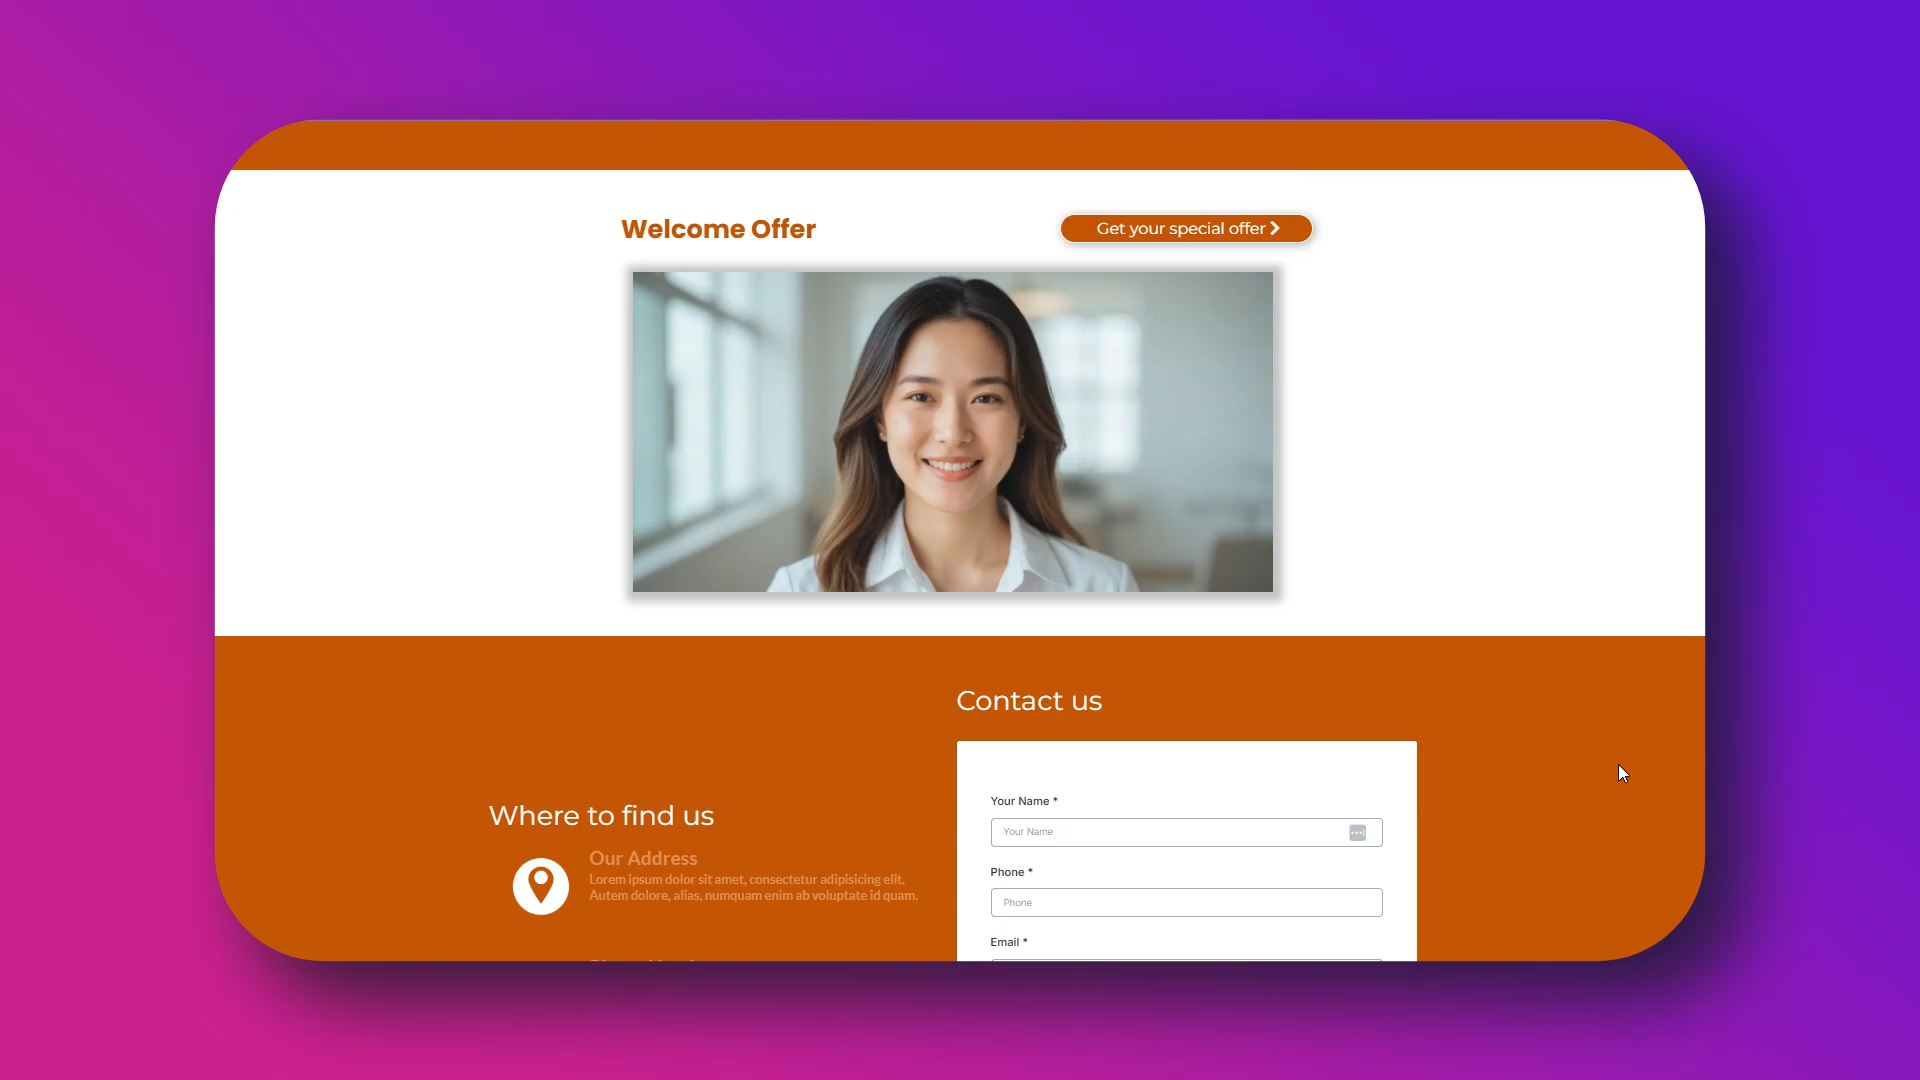 Welcome Offer
Get your special offer
Contact us
Your Name *
Your Name
Phone *
Phone
Email *
Where to find us
Our Address
Lorem ipsum dolor sit amet, consectetur adipisicing elit.
Autem dolore, alias, numquam enim ab voluptate id quam.